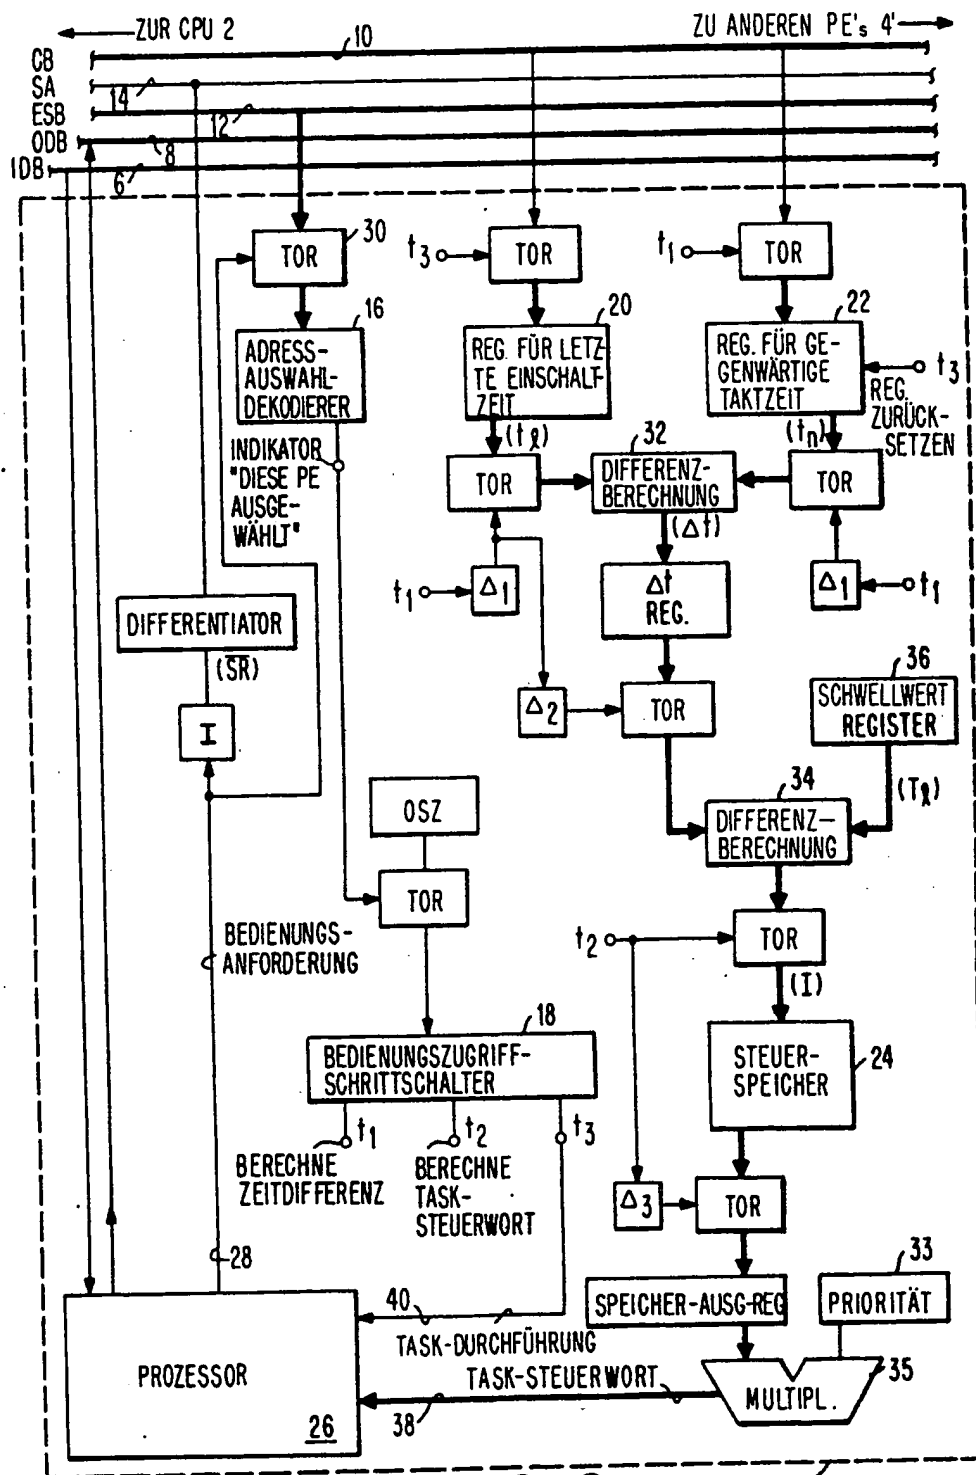 ZUR CPU 2
10
ZU ANDEREN PE's 4'
CB
SA
14
ESB
12
ODB
8
IDB
6
TOR
30
t3
TOR
t1
TOR
16
20
22
ADRESS-
AUSWAHL-
DEKODIERER
REG. FÜR LETZ-
TE EINSCHALT-
ZEIT
REG. FÜR GE-
GENWÄRTIGE
TAKTZEIT
t3
REG.
ZURÜCK-
SETZEN
(tℓ)
32
(tn)
INDIKATOR
"DIESE PE
AUSGE-
WÄHLT"
TOR
DIFFERENZ-
BERECHNUNG
TOR
(Δt)
t1
Δ1
Δt
REG.
Δ1
t1
DIFFERENTIATOR
(S̅R̅)
36
SCHWELLWERT
REGISTER
Δ2
TOR
I
(Tℓ)
OSZ
34
DIFFERENZ-
BERECHNUNG
TOR
BEDIENUNGS-
ANFORDERUNG
t2
TOR
(I)
18
BEDIENUNGSZUGRIFF-
SCHRITTSCHALTER
STEUER-
SPEICHER
24
t1
t2
t3
BERECHNE
ZEITDIFFERENZ
BERECHNE
TASK-
STEUERWORT
Δ3
TOR
28
33
40
SPEICHER-AUSG-REG
PRIORITÄT
TASK-DURCHFÜHRUNG
PROZESSOR
TASK-STEUERWORT
35
MULTIPL.
26
38